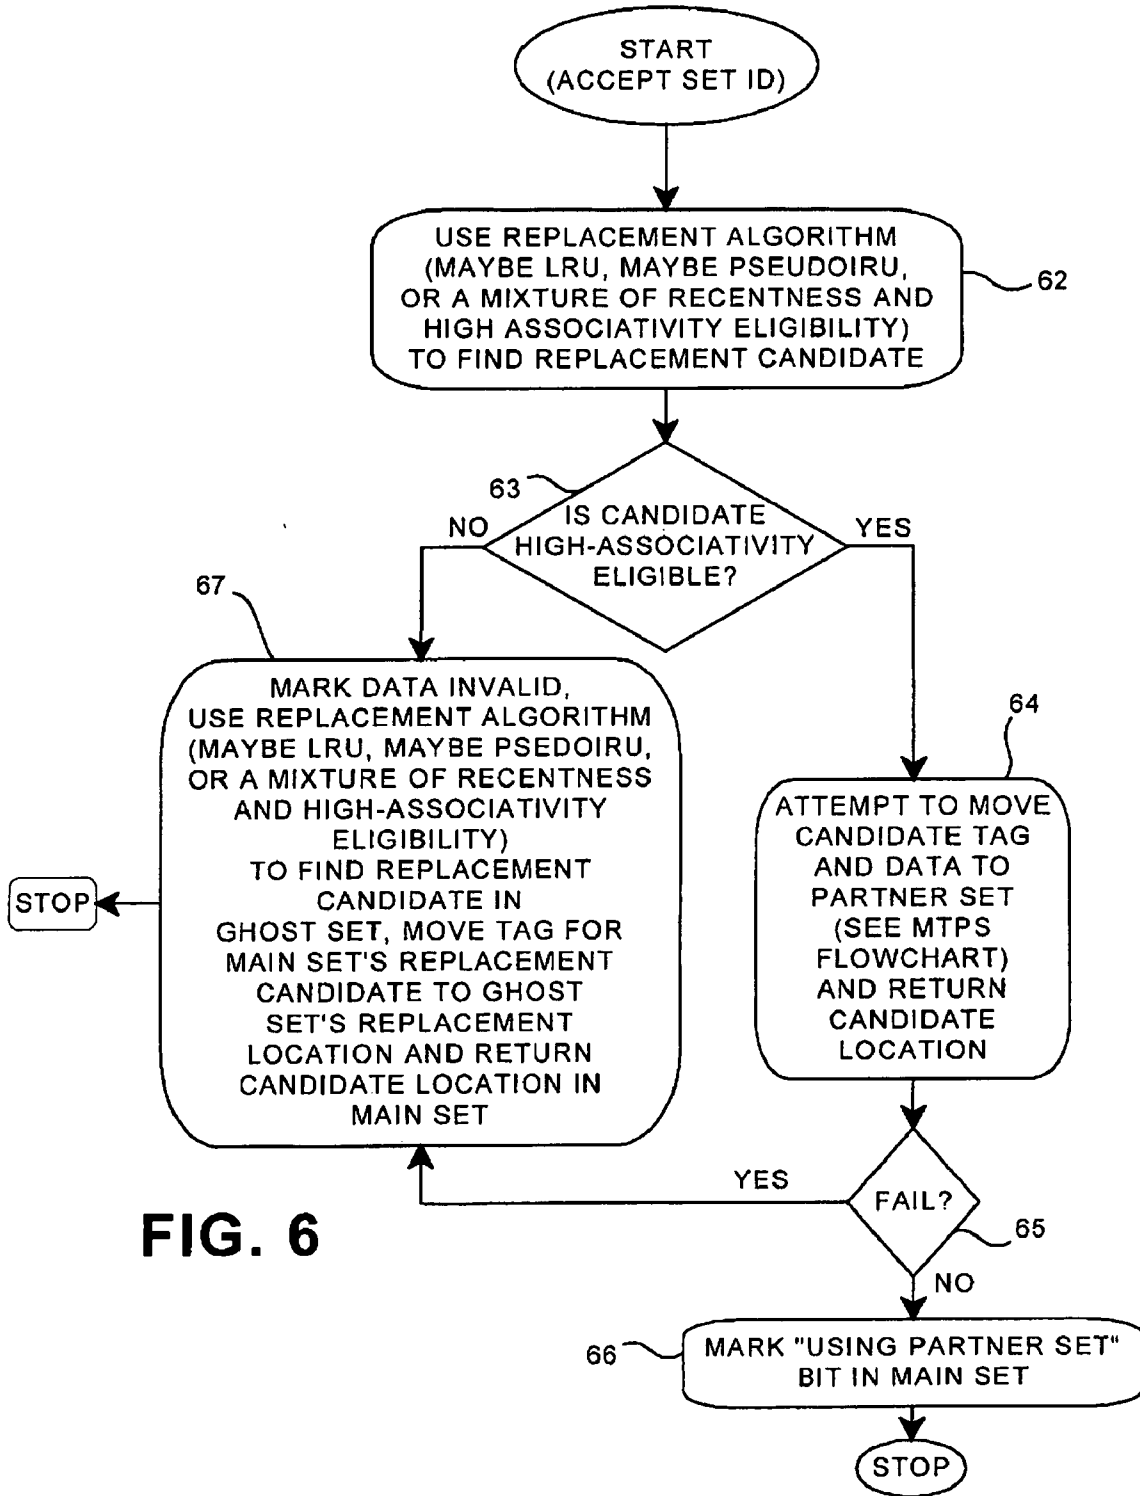 START
(ACCEPT SET ID)
USE REPLACEMENT ALGORITHM
(MAYBE LRU, MAYBE PSEUDOIRU,
OR A MIXTURE OF RECENTNESS AND
HIGH ASSOCIATIVITY ELIGIBILITY)
TO FIND REPLACEMENT CANDIDATE
62
63
IS CANDIDATE
HIGH-ASSOCIATIVITY
ELIGIBLE?
NO
YES
67
MARK DATA INVALID,
USE REPLACEMENT ALGORITHM
(MAYBE LRU, MAYBE PSEDOIRU,
OR A MIXTURE OF RECENTNESS
AND HIGH-ASSOCIATIVITY
ELIGIBILITY)
TO FIND REPLACEMENT
CANDIDATE IN
GHOST SET, MOVE TAG FOR
MAIN SET'S REPLACEMENT
CANDIDATE TO GHOST
SET'S REPLACEMENT
LOCATION AND RETURN
CANDIDATE LOCATION IN
MAIN SET
STOP
64
ATTEMPT TO MOVE
CANDIDATE TAG
AND DATA TO
PARTNER SET
(SEE MTPS
FLOWCHART)
AND RETURN
CANDIDATE
LOCATION
YES
FAIL?
65
NO
FIG. 6
66
MARK "USING PARTNER SET"
BIT IN MAIN SET
STOP